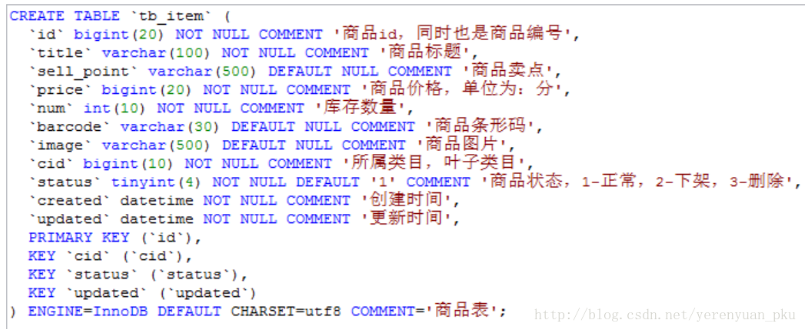 CREATE TABLE `tb_item` (
`id` bigint(20) NOT NULL COMMENT '商品id，同时也是商品编号',
`title` varchar(100) NOT NULL COMMENT '商品标题',
`sell_point` varchar(500) DEFAULT NULL COMMENT '商品卖点',
`price` bigint(20) NOT NULL COMMENT '商品价格，单位为：分',
`num` int(10) NOT NULL COMMENT '库存数量',
`barcode` varchar(30) DEFAULT NULL COMMENT '商品条形码',
`image` varchar(500) DEFAULT NULL COMMENT '商品图片',
`cid` bigint(10) NOT NULL COMMENT '所属类目，叶子类目',
`status` tinyint(4) NOT NULL DEFAULT '1' COMMENT '商品状态，1-正常，2-下架，3-删除',
`created` datetime NOT NULL COMMENT '创建时间',
`updated` datetime NOT NULL COMMENT '更新时间',
PRIMARY KEY (`id`),
KEY `cid` (`cid`),
KEY `status` (`status`),
KEY `updated` (`updated`)
) ENGINE=InnoDB DEFAULT CHARSET=utf8 COMMENT='商品表';
http://blog.csdn.net/yerenyuan_pku